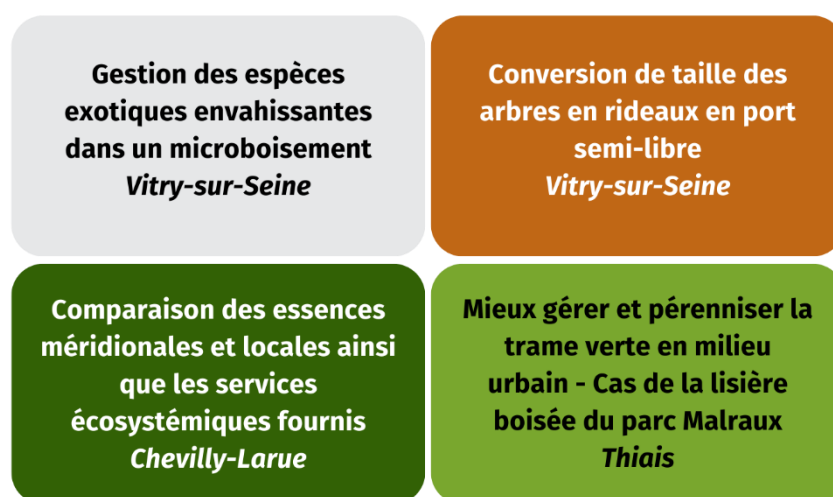 Gestion des espèces
exotiques envahissantes
dans un microboisement
Vitry-sur-Seine
Conversion de taille des
arbres en rideaux en port
semi-libre
Vitry-sur-Seine
Comparaison des essences
méridionales et locales ainsi
que les services
écosystémiques fournis
Chevilly-Larue
Mieux gérer et pérenniser la
trame verte en milieu
urbain - Cas de la lisière
boisée du parc Malraux
Thiais